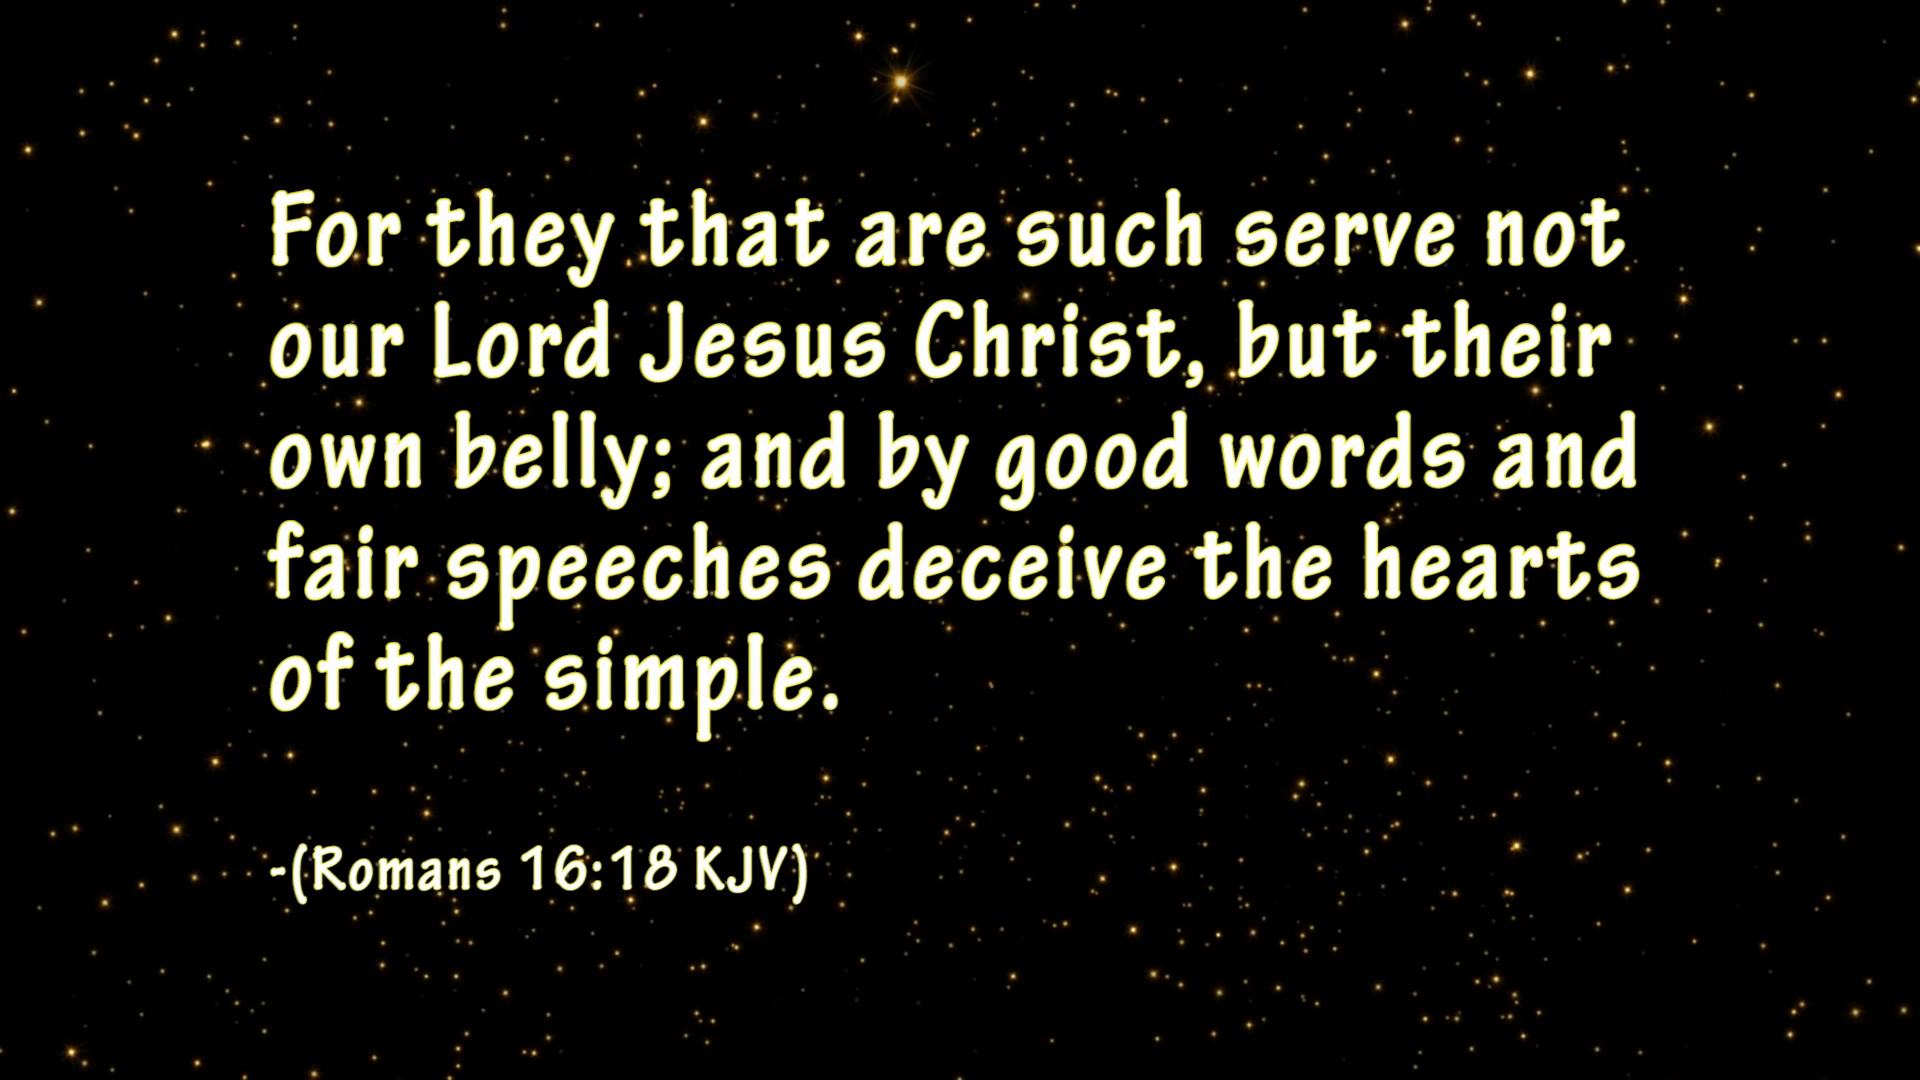 For they that are such serve not
our Lord Jesus Christ, but their
own belly; and by good words and
fair speeches deceive the hearts
of the simple.
-(Romans 16:18 KJV)